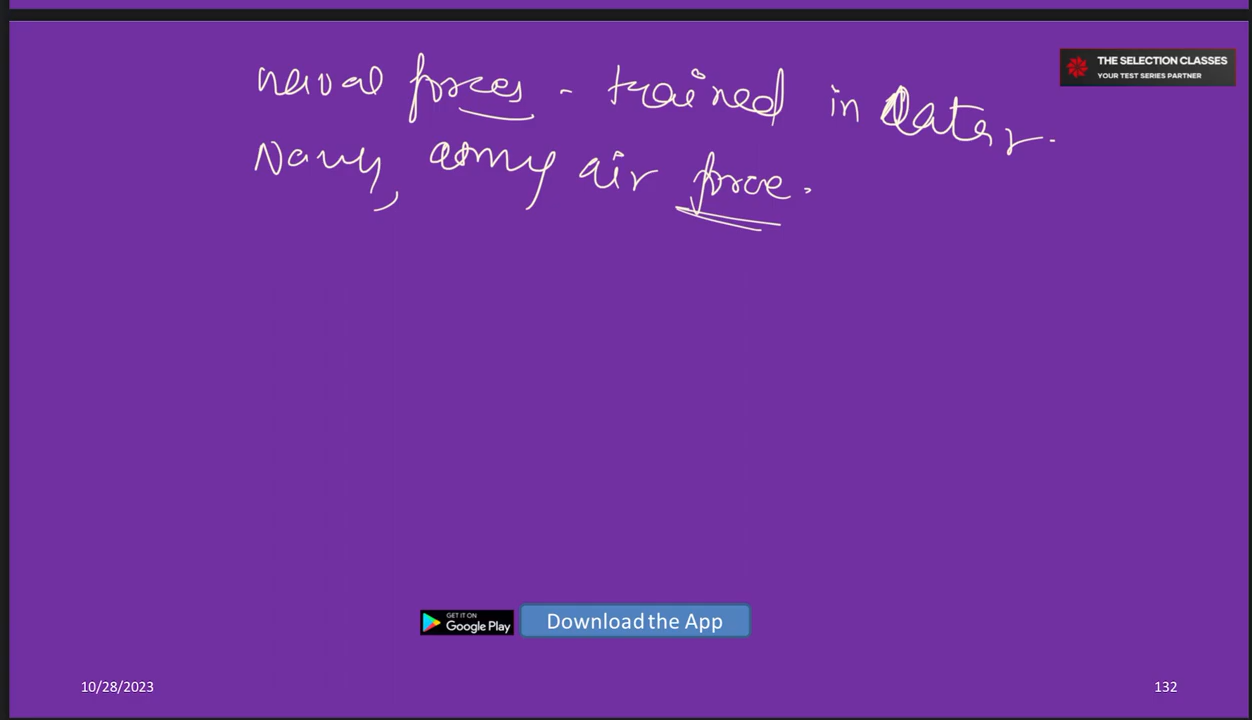 THE SELECTION CLASSES
YOUR TEST SERIES PARTNER
naval forces - trained in Qatar.
Navy, army air force.
GET IT ON
Google Play
Download the App
10/28/2023
132